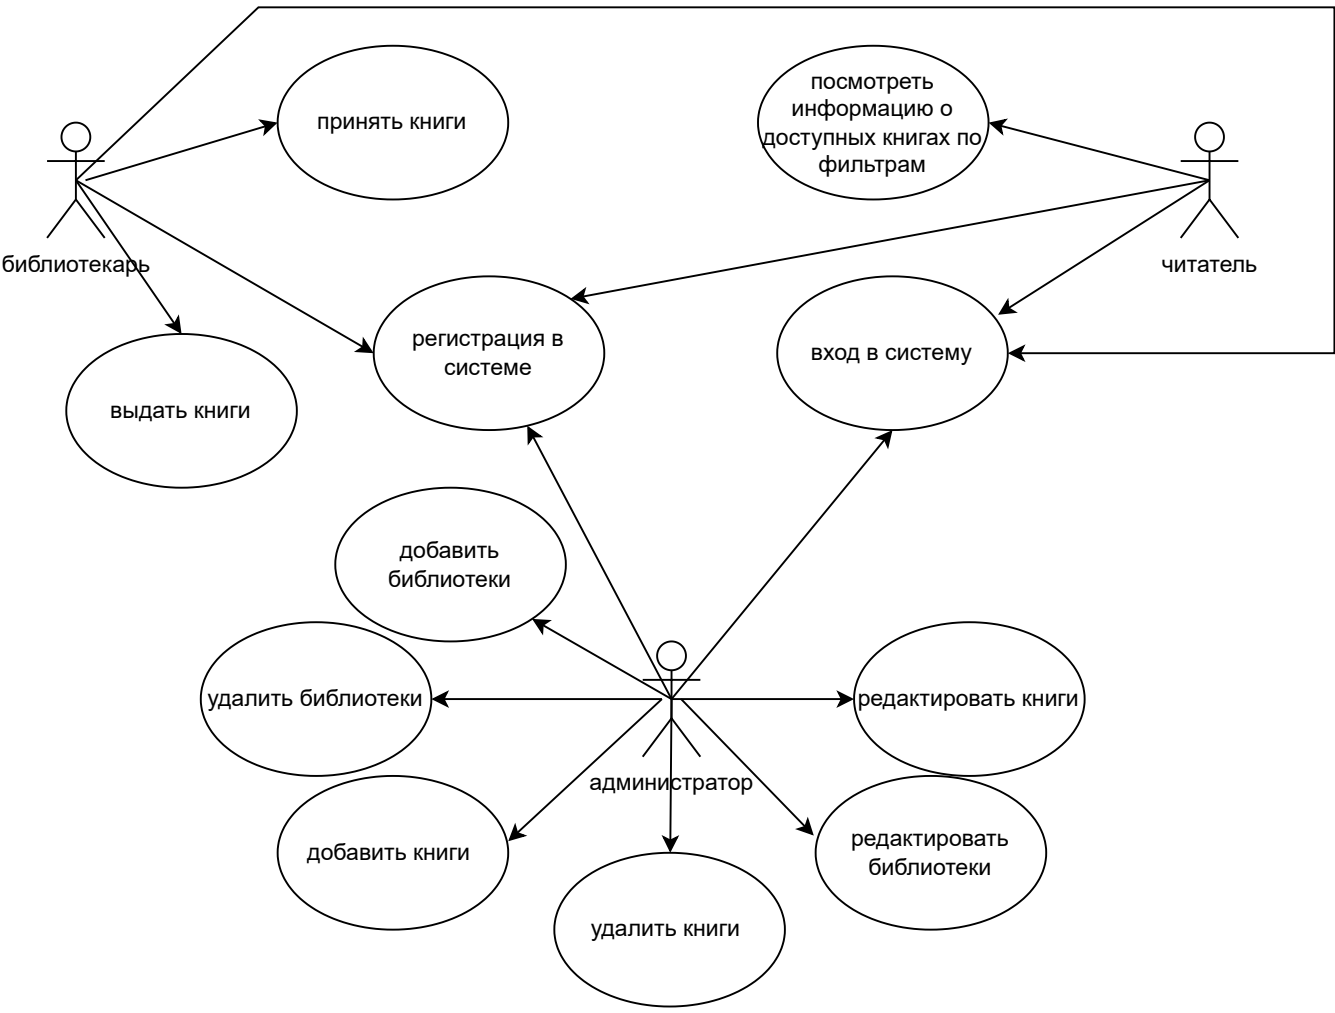 принять книги
посмотреть
информацию о
доступных книгах по
фильтрам
библиотекарь
читатель
регистрация в
системе
вход в систему
выдать книги
добавить
библиотеки
удалить библиотеки
редактировать книги
администратор
добавить книги
редактировать
библиотеки
удалить книги